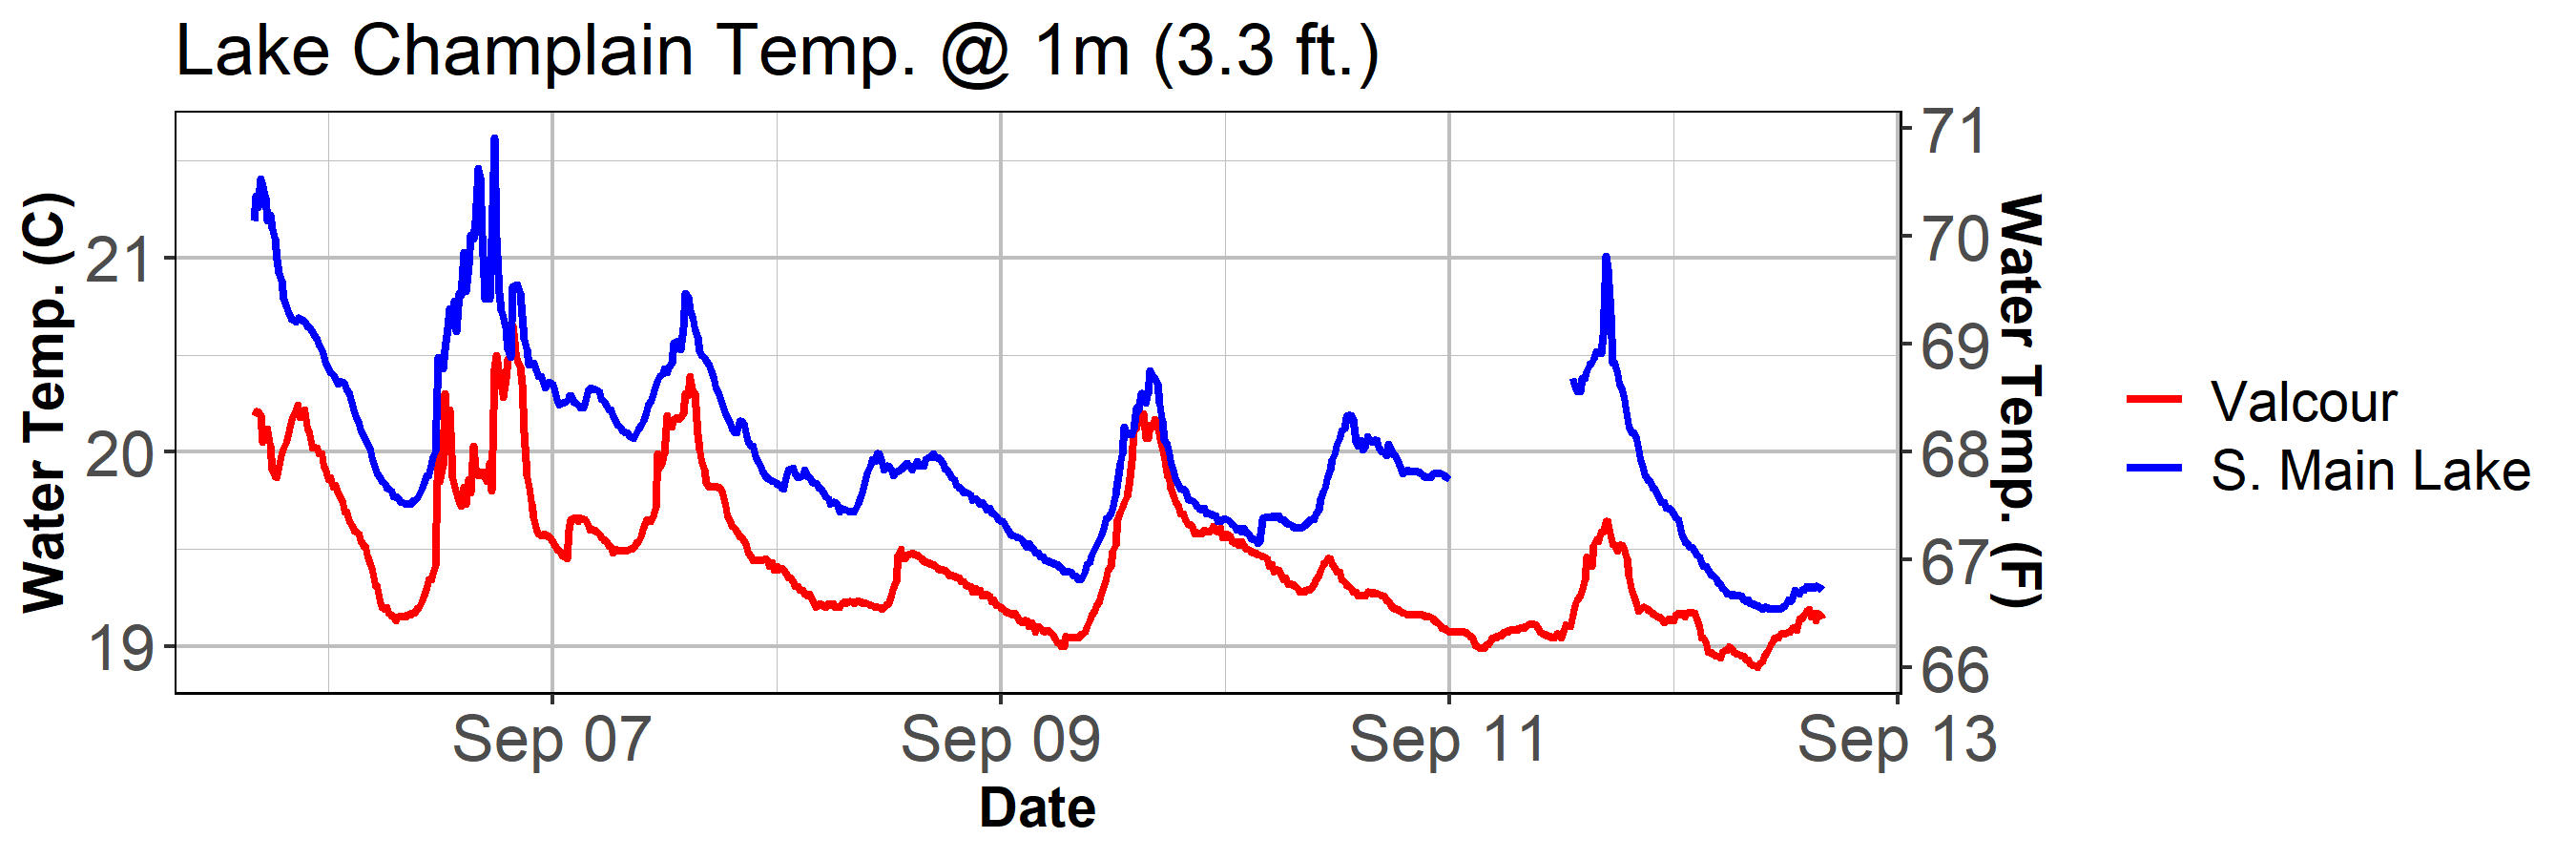 Lake Champlain Temp. @ 1m (3.3 ft.)
Water Temp. (C)
21
20
19
71
70
69
68
67
66
Water Temp. (F)
Sep 07
Sep 09
Sep 11
Sep 13
Date
Valcour
S. Main Lake